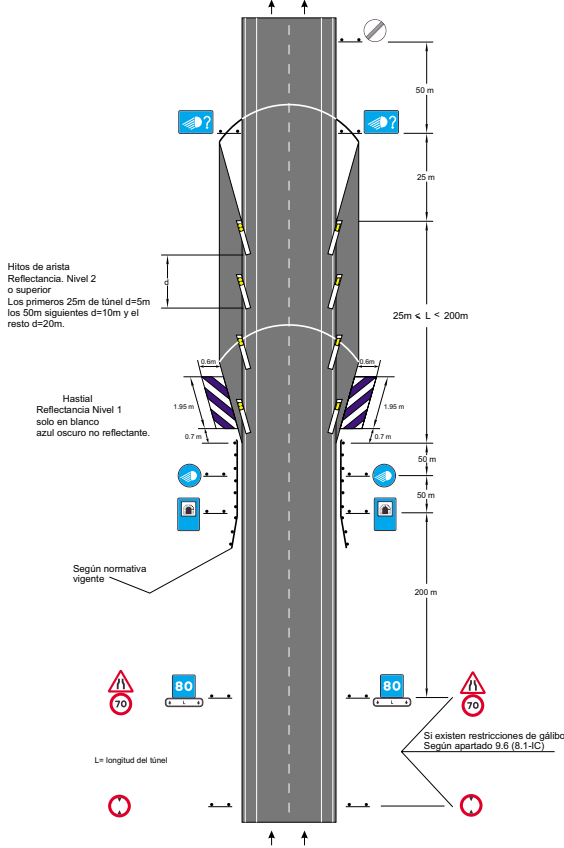 50 m
?
?
25 m
Hitos de arista
Reflectancia. Nivel 2
o superior
Los primeros 25m de túnel d=5m
los 50m siguientes d=10m y el
resto d=20m.
d
25m < L < 200m
0.6m
0.6m
Hastial
Reflectancia Nivel 1
solo en blanco
azul oscuro no reflectante.
1.95 m
1.95 m
0.7 m
0.7 m
50 m
50 m
Según normativa
vigente
200 m
70
80
L
80
L
70
Si existen restricciones de gálibo
Según apartado 9.6 (8.1-IC)
L= longitud del túnel